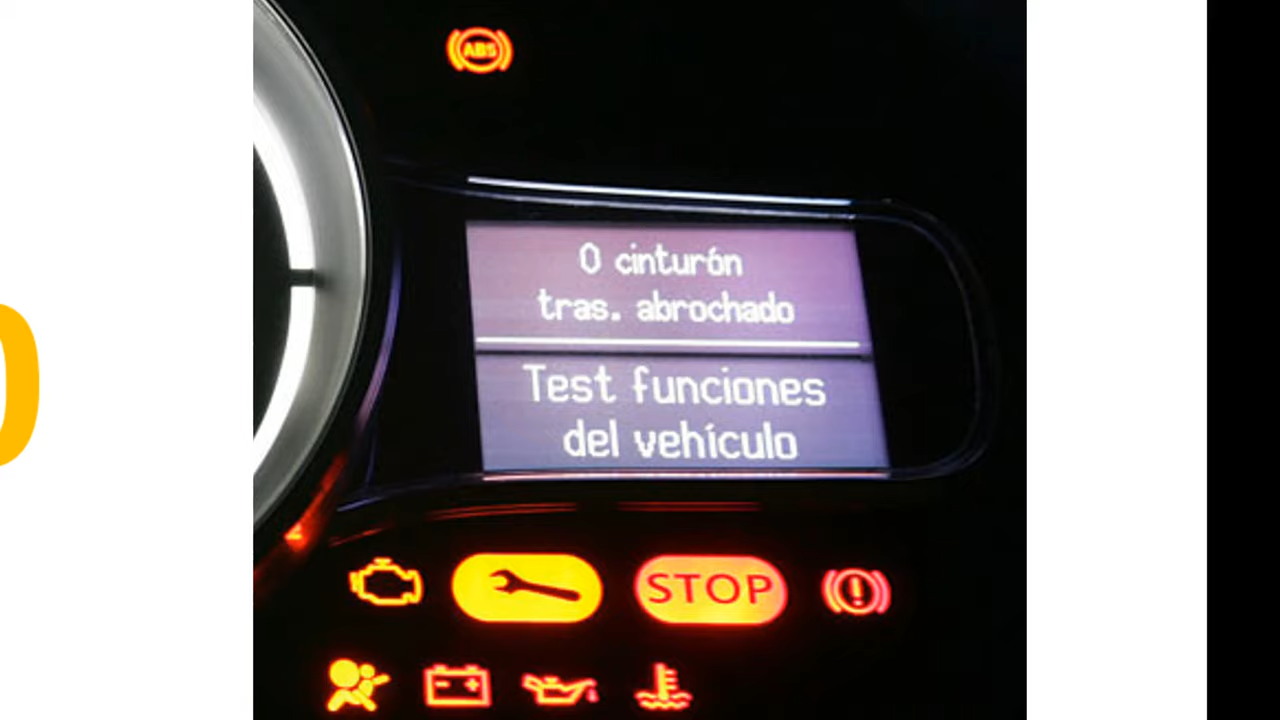 ABS
0 cinturón
tras. abrochado
Test funciones
del vehículo
STOP